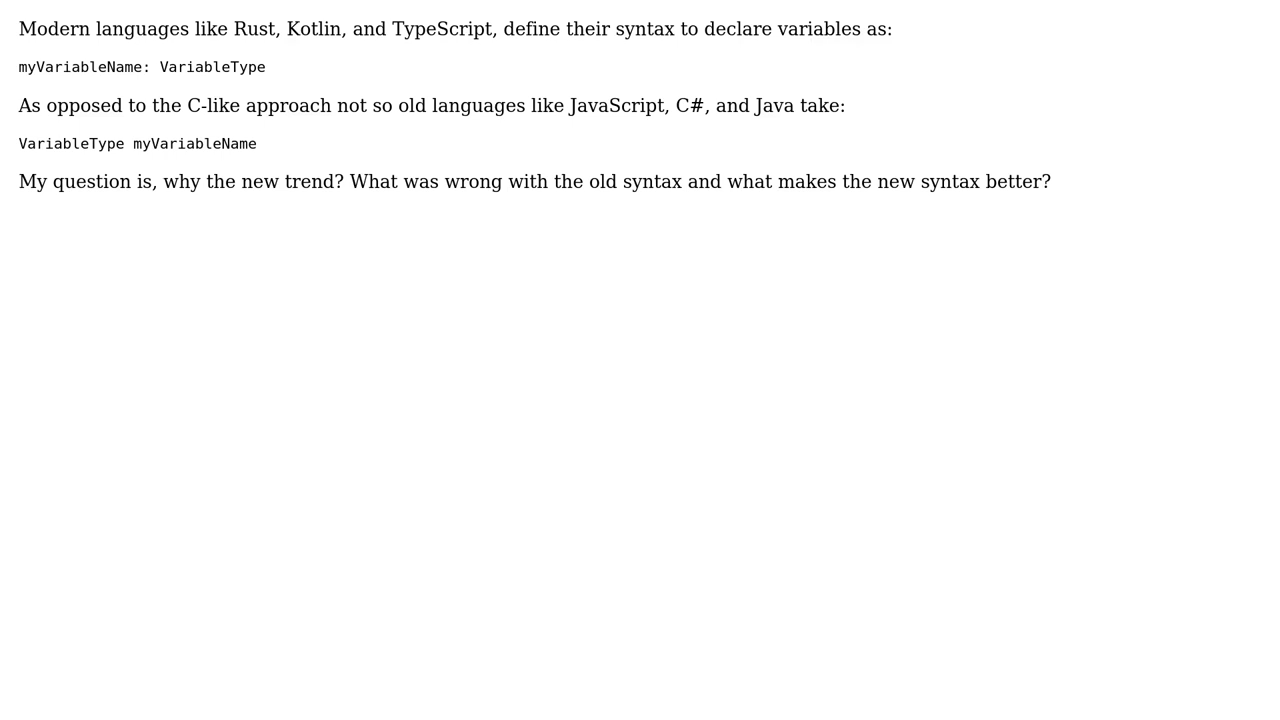 Modern languages like Rust, Kotlin, and TypeScript, define their syntax to declare variables as:
myVariableName: VariableType
As opposed to the C-like approach not so old languages like JavaScript, C#, and Java take:
VariableType myVariableName
My question is, why the new trend? What was wrong with the old syntax and what makes the new syntax better?